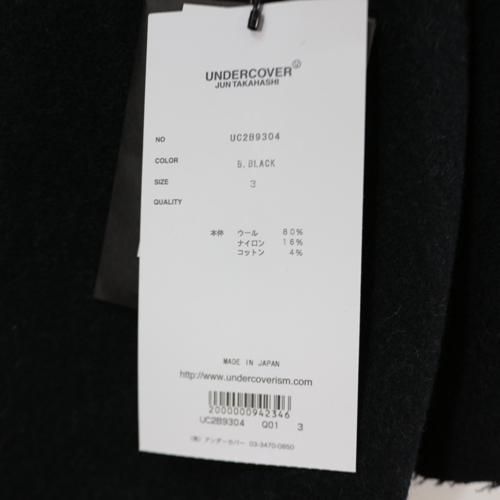 UNDERCOVER
JUN TAKAHASHI
NO UC2B9304
COLOR B.BLACK
SIZE 3
QUALITY
本体 ウール 80%
ナイロン 16%
コットン 4%
MADE IN JAPAN
http://www.undercoverism.com
2000000942346
UC2B9304 Q01 3
(株) アンダーカバー 03-3470-0850